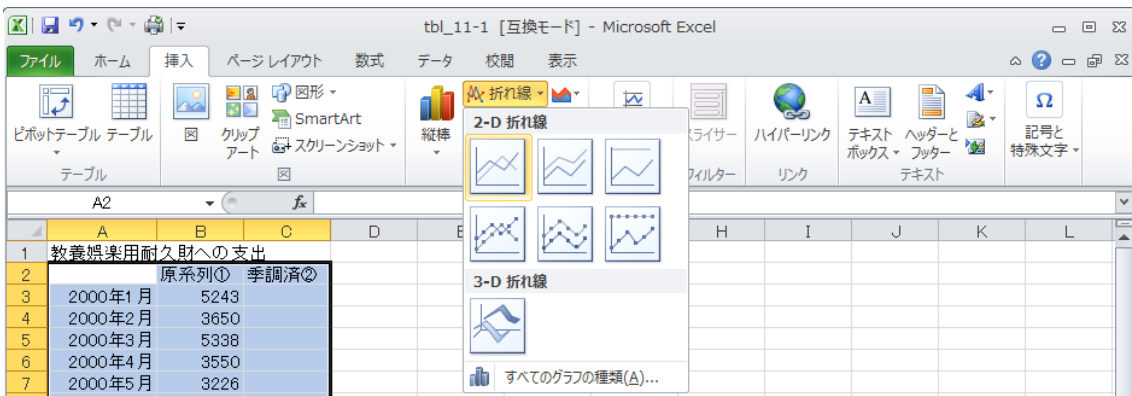 tbl_11-1 [互換モード] - Microsoft Excel
ファイル ホーム 挿入 ページ レイアウト 数式 データ 校閲 表示
ピボットテーブル テーブル
テーブル
図
クリップ
アート
図形
SmartArt
スクリーンショット
図
縦棒
折れ線
スライサー
フィルター
ハイパーリンク
リンク
テキスト
ボックス
ヘッダーと
フッター
テキスト
記号と
特殊文字
2-D 折れ線
3-D 折れ線
すべてのグラフの種類(A)...
A2 fx
A B C D E H I J K L
1 教養娯楽用耐久財への支出
2 原系列① 季調済②
3 2000年1月 5243
4 2000年2月 3650
5 2000年3月 5338
6 2000年4月 3550
7 2000年5月 3226